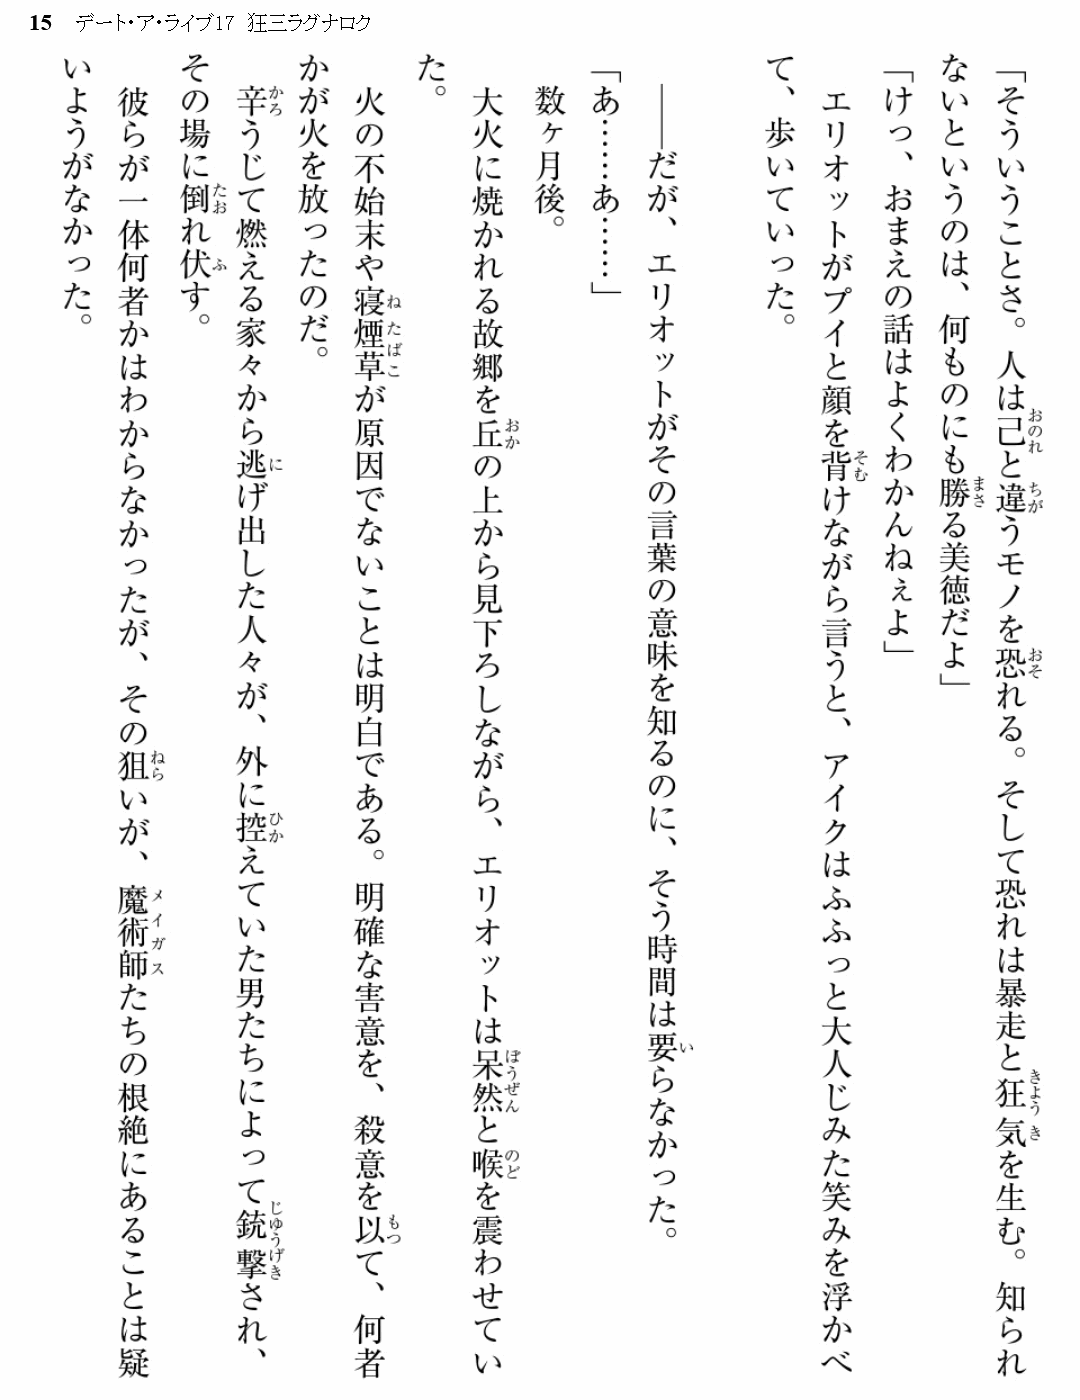 15 デート・ア・ライブ17 狂三ラグナロク
「そういうことさ。人は己と違うモノを恐れる。そして恐れは暴走と狂気を生む。知られ
ないというのは、何ものにも勝る美徳だよ」
「けっ、おまえの話はよくわかんねぇよ」
エリオットがプイと顔を背けながら言うと、アイクはふふっと大人じみた笑みを浮かべ
て、歩いていった。
――だが、エリオットがその言葉の意味を知るのに、そう時間は要らなかった。
「あ……あ……」
数ヶ月後。
大火に焼かれる故郷を丘の上から見下ろしながら、エリオットは呆然と喉を震わせてい
た。
火の不始末や寝煙草が原因でないことは明白である。明確な害意を、殺意を以て、何者
かが火を放ったのだ。
辛うじて燃える家々から逃げ出した人々が、外に控えていた男たちによって銃撃され、
その場に倒れ伏す。
彼らが一体何者かはわからなかったが、その狙いが、魔術師たちの根絶にあることは疑
いようがなかった。